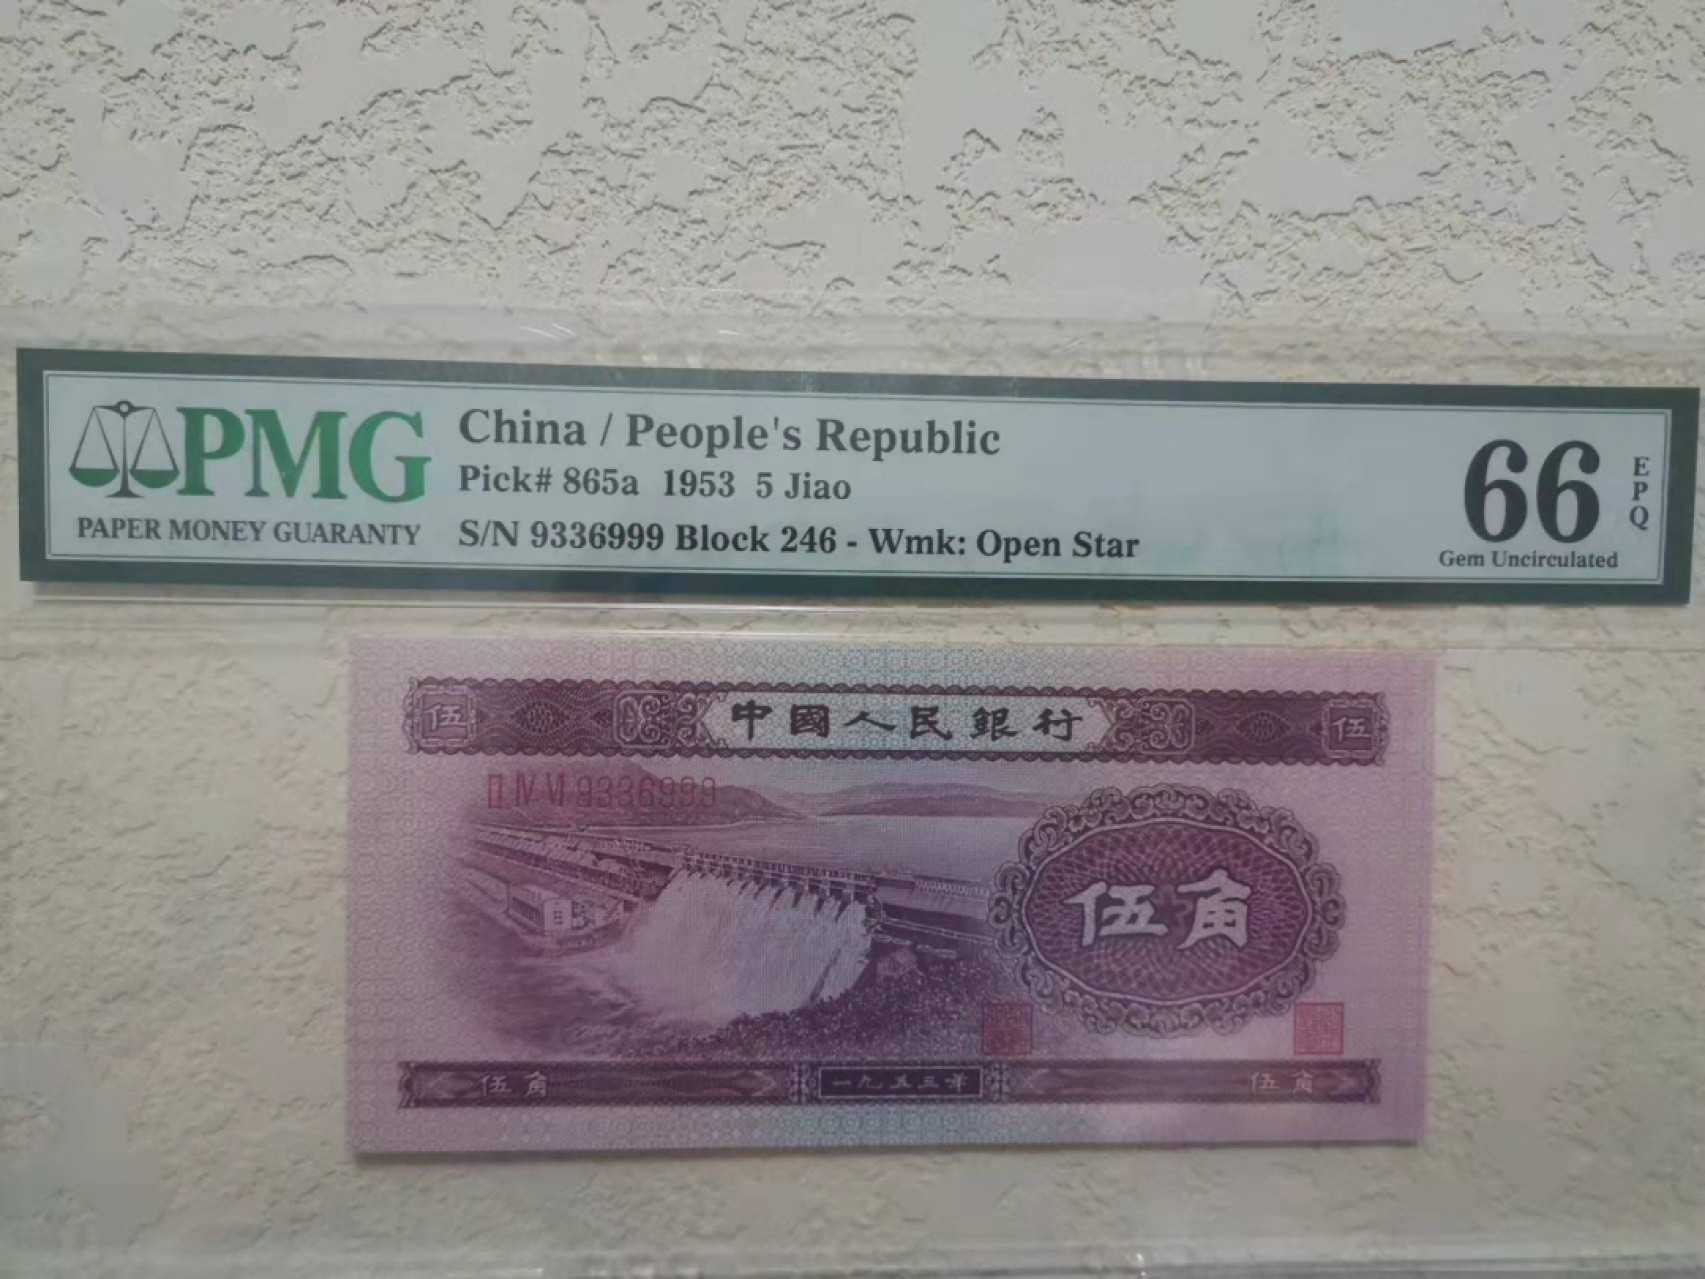 PMG
PAPER MONEY GUARANTY
China / People's Republic
Pick# 865a 1953 5 Jiao
S/N 9336999 Block 246 - Wmk: Open Star
66
EPQ
Gem Uncirculated
伍 中國人民銀行 伍
Ⅱ Ⅳ Ⅵ 9336999
伍角
伍角 一九五三年 伍角